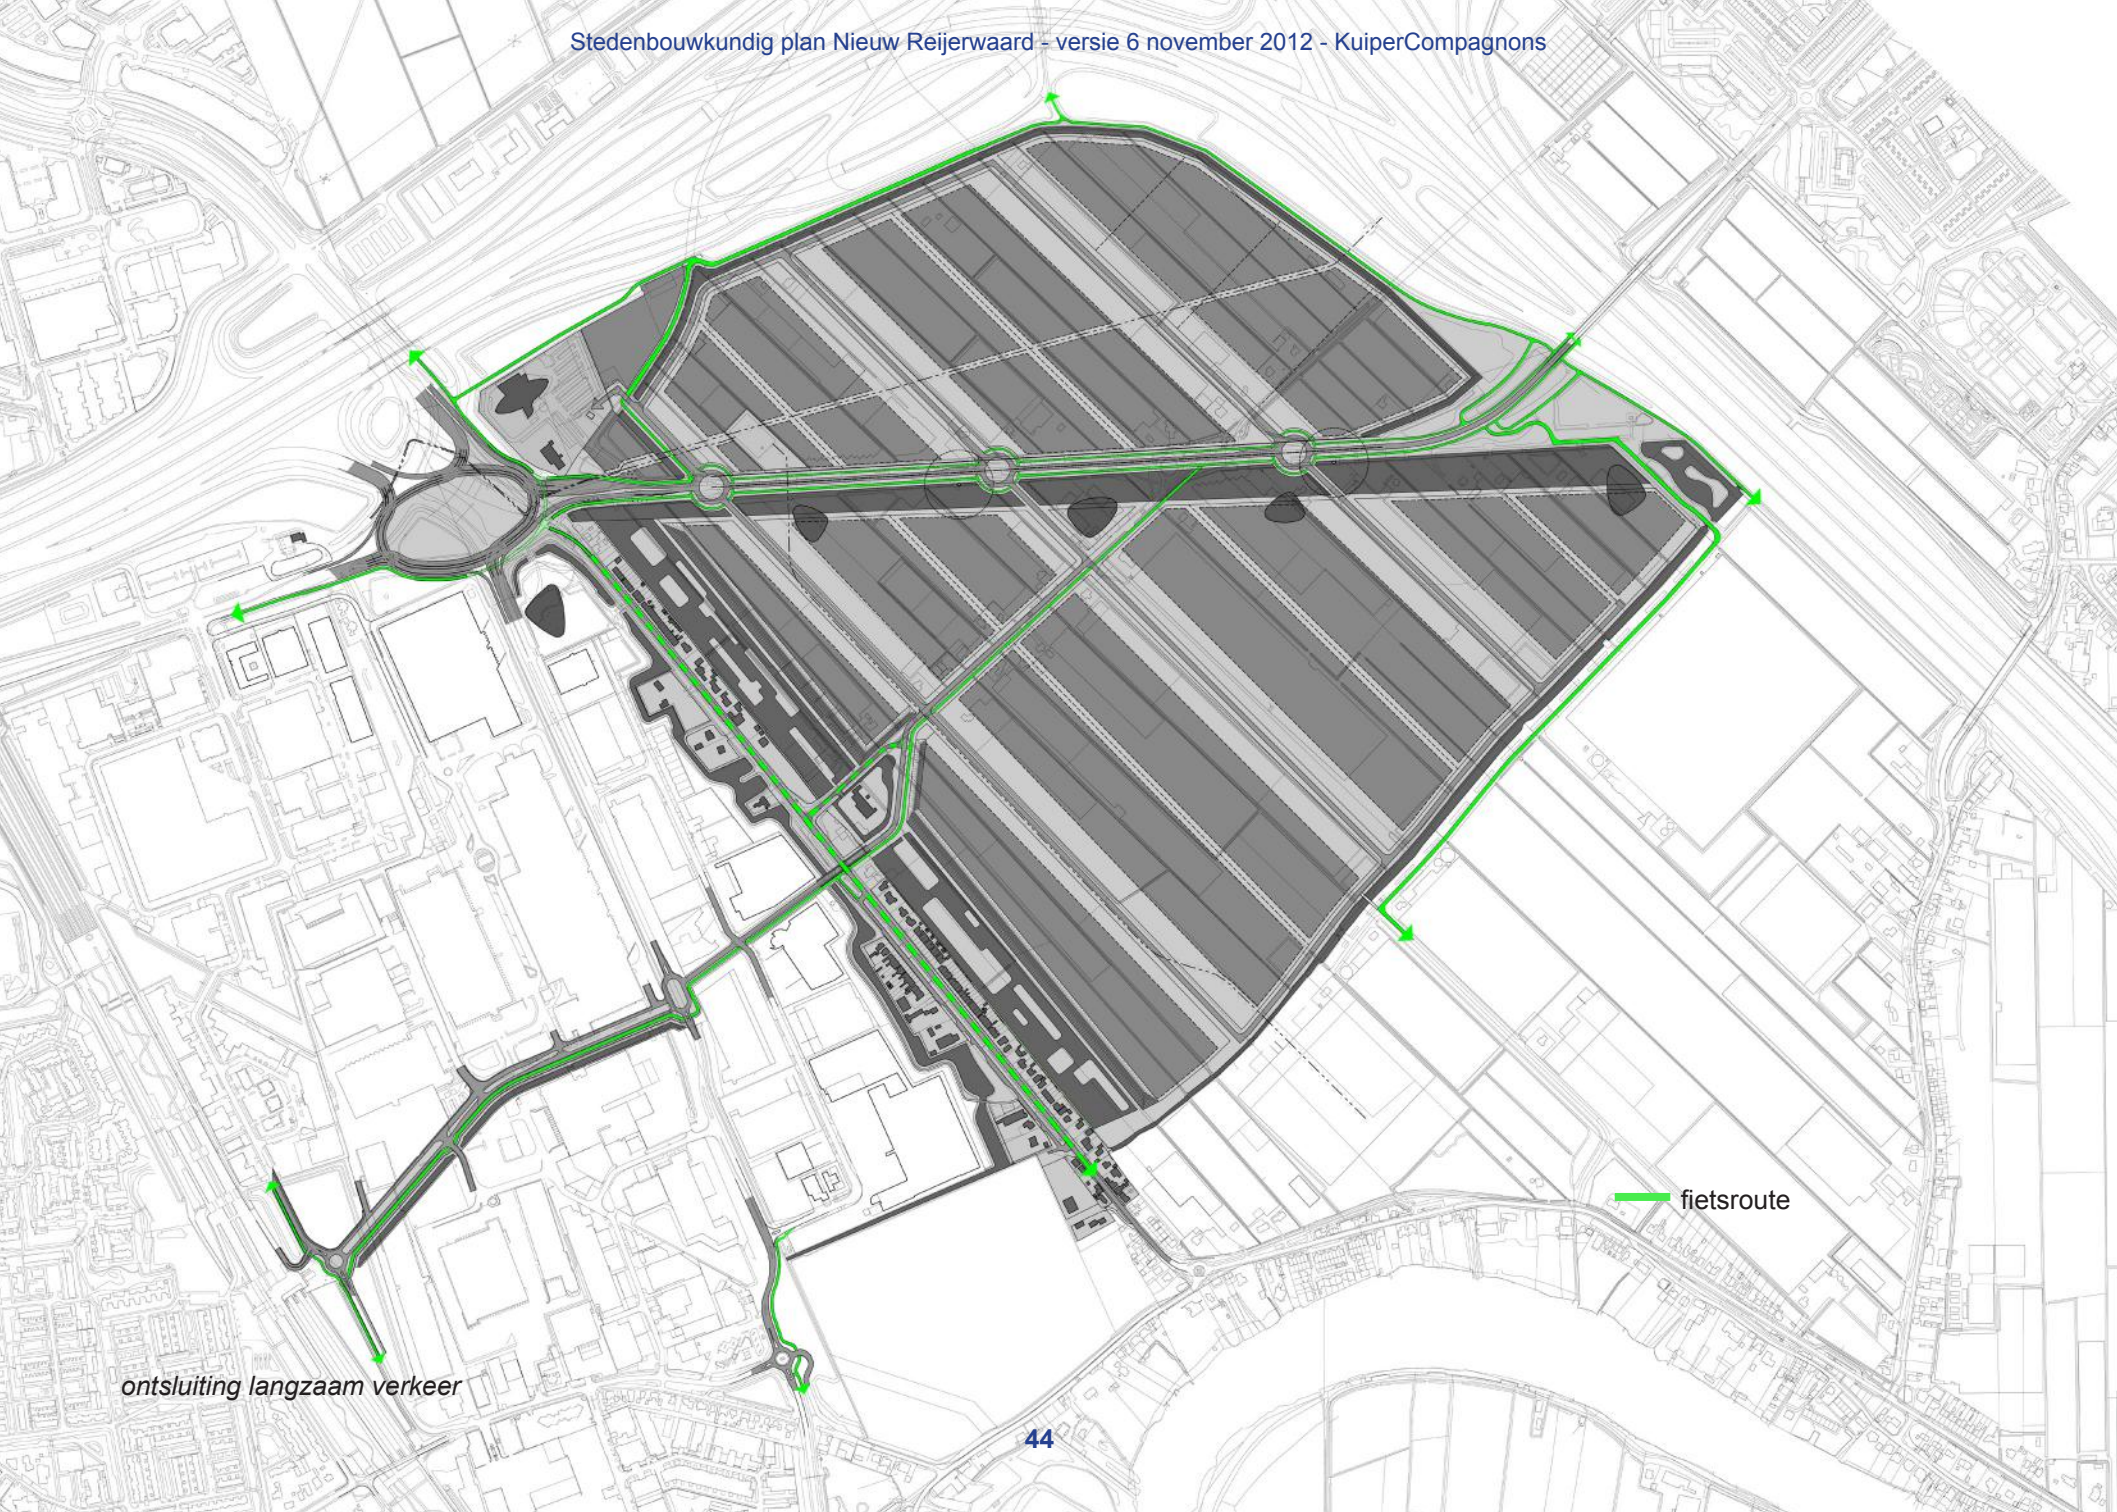 Stedenbouwkundig plan Nieuw Reijerwaard - versie 6 november 2012 - KuiperCompagnons
fietsroute
ontsluiting langzaam verkeer
44